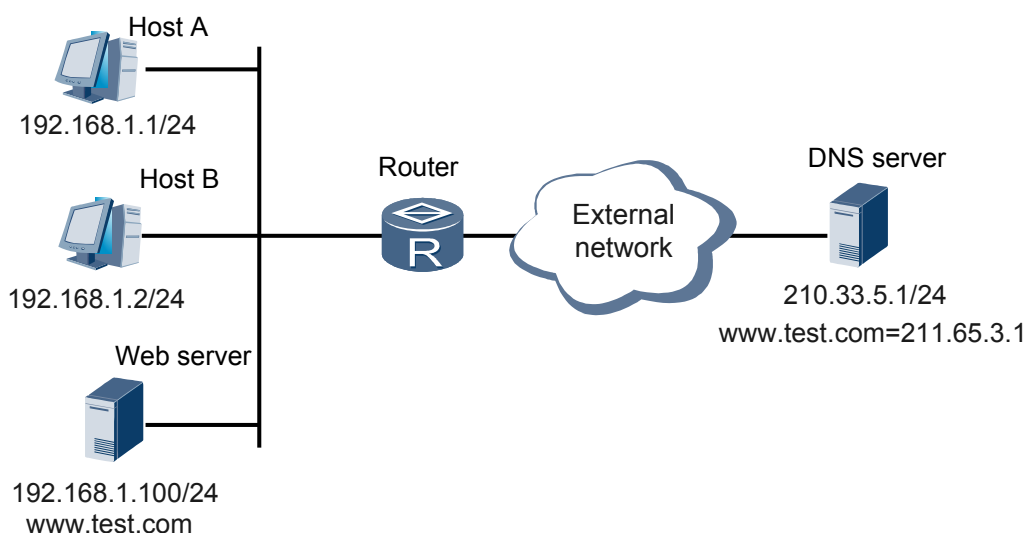 Host A
192.168.1.1/24
Host B
192.168.1.2/24
Web server
192.168.1.100/24
www.test.com
Router
R
External
network
DNS server
210.33.5.1/24
www.test.com=211.65.3.1